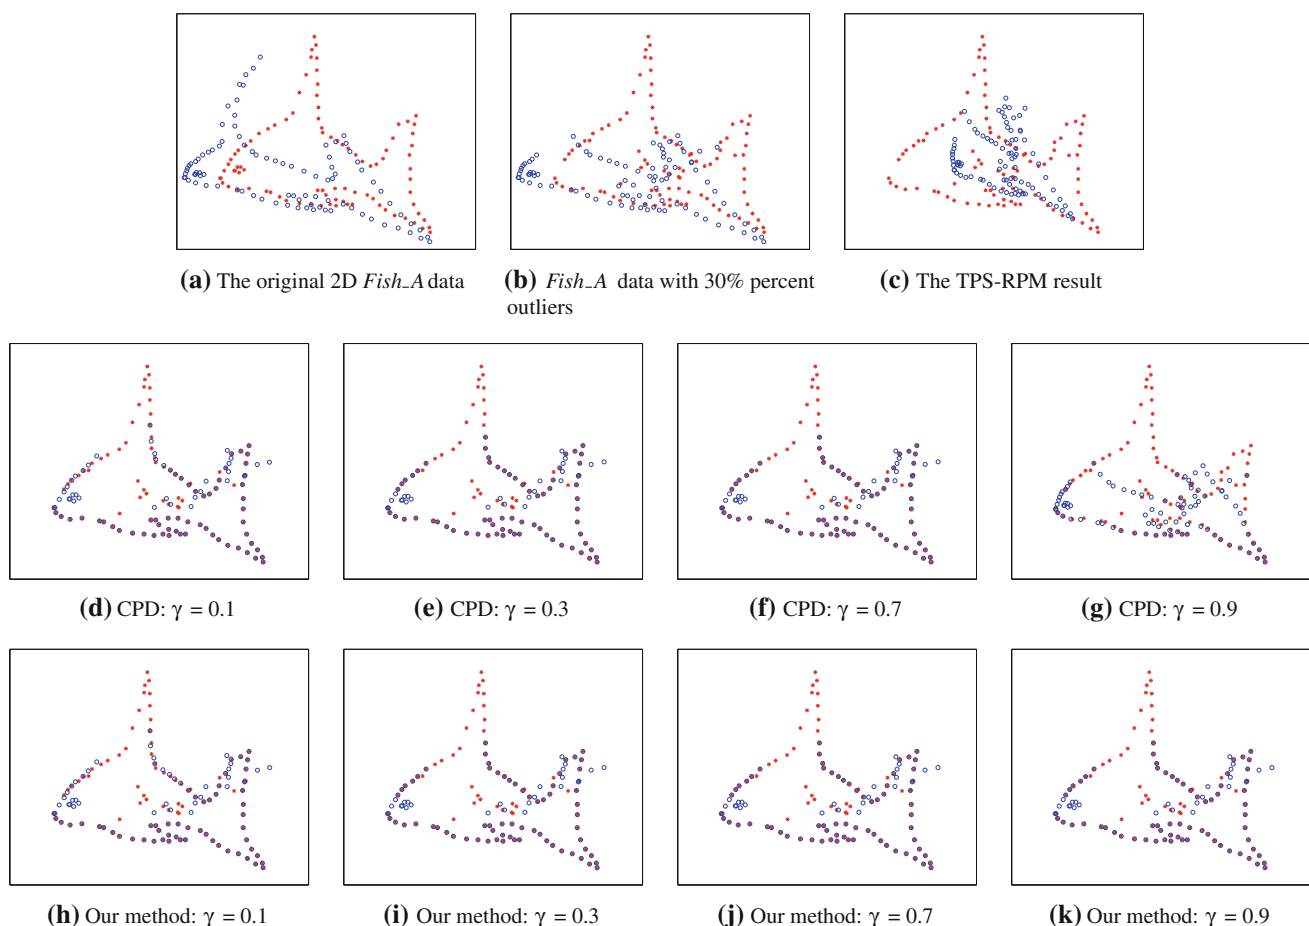 (a) The original 2D Fish_A data
(b) Fish_A data with 30% percent
outliers
(c) The TPS-RPM result
(d) CPD: γ = 0.1
(e) CPD: γ = 0.3
(f) CPD: γ = 0.7
(g) CPD: γ = 0.9
(h) Our method: γ = 0.1
(i) Our method: γ = 0.3
(j) Our method: γ = 0.7
(k) Our method: γ = 0.9